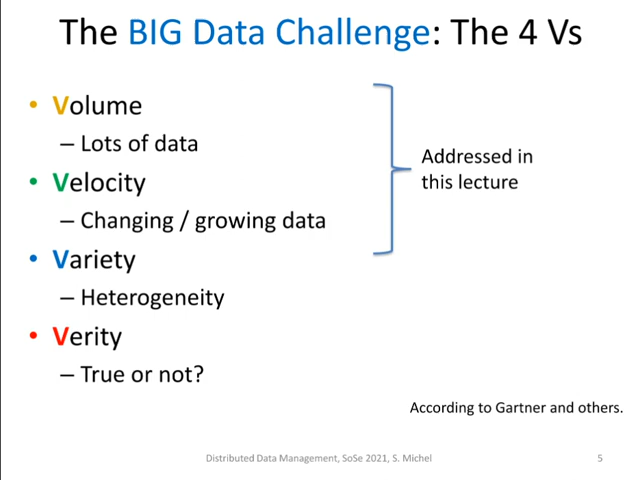 The BIG Data Challenge: The 4 Vs
• Volume
– Lots of data
• Velocity
– Changing / growing data
• Variety
– Heterogeneity
• Verity
– True or not?
Addressed in
this lecture
According to Gartner and others.
Distributed Data Management, SoSe 2021, S. Michel
5